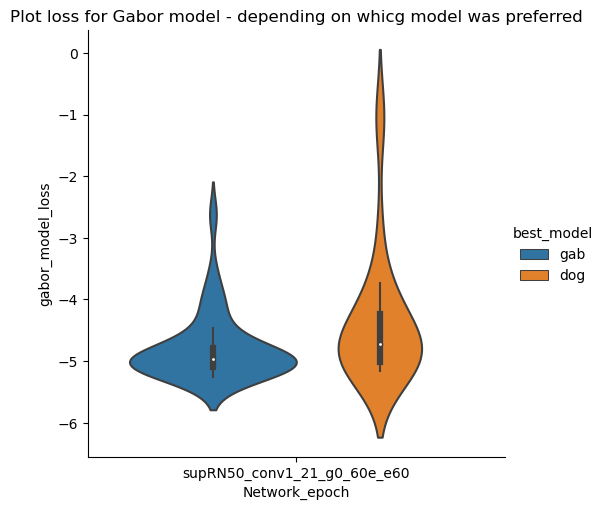 Plot loss for Gabor model - depending on whicg model was preferred
0
−1
−2
−3
−4
−5
−6
gabor_model_loss
supRN50_conv1_21_g0_60e_e60
Network_epoch
best_model
gab
dog